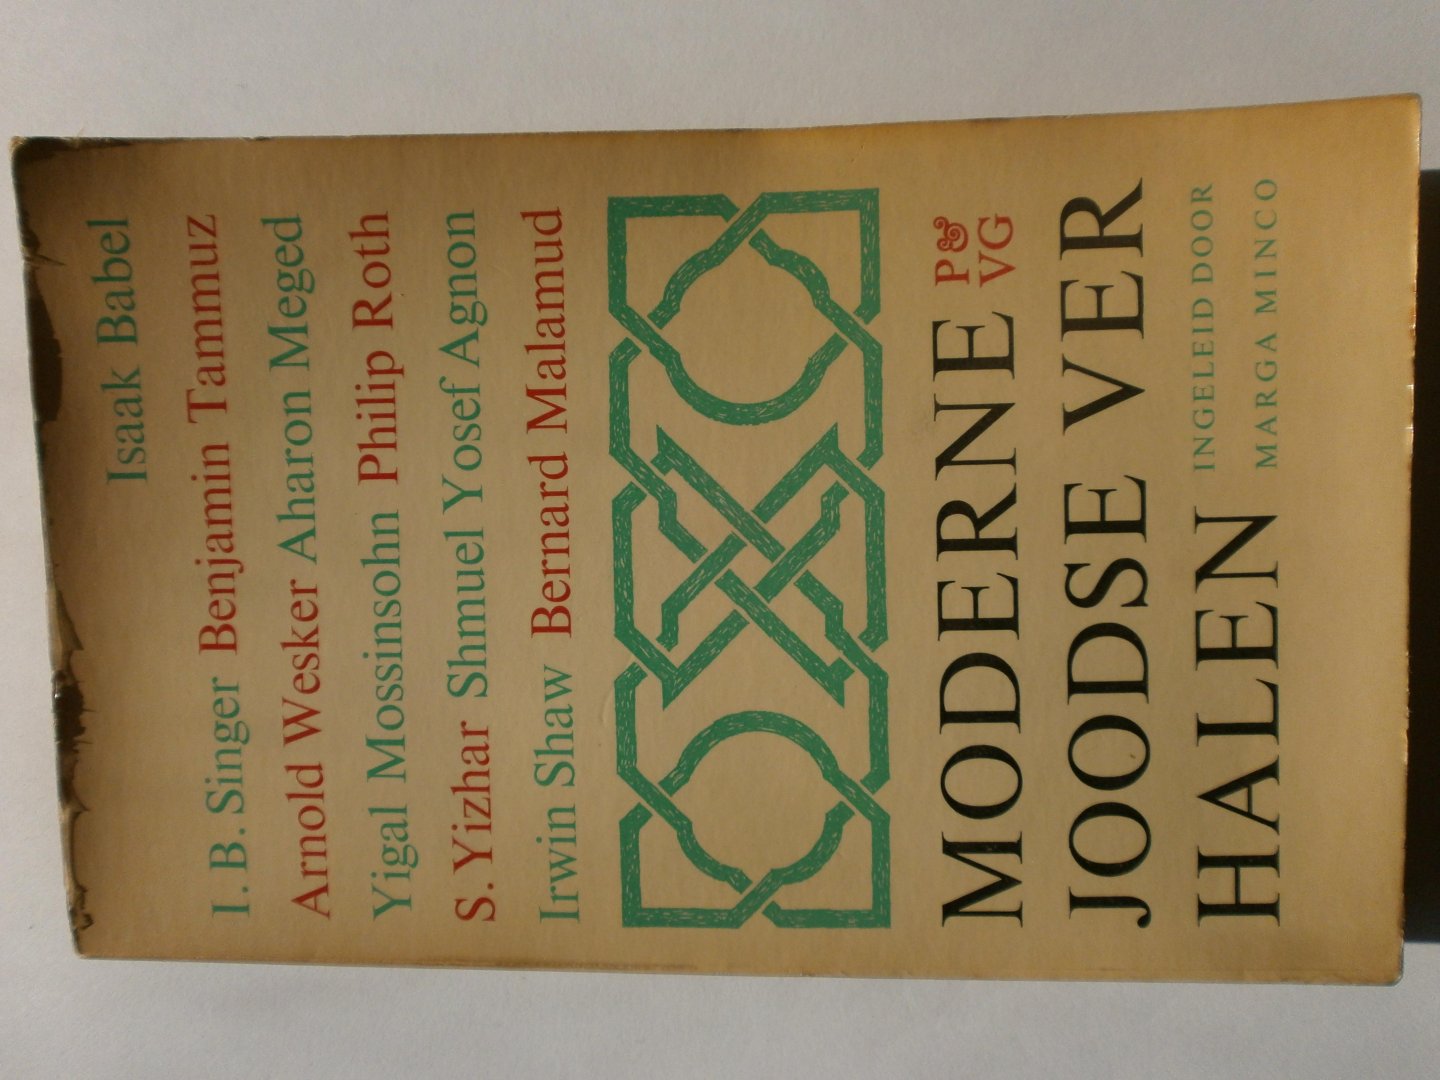 Isaak Babel
I. B. Singer Benjamin Tammuz
Arnold Wesker Aharon Meged
Yigal Mossinsohn Philip Roth
S. Yizhar Shmuel Yosef Agnon
Irwin Shaw Bernard Malamud
MODERNE P&
VG
JOODSE VER
HALEN INGELEID DOOR
MARGA MINCO